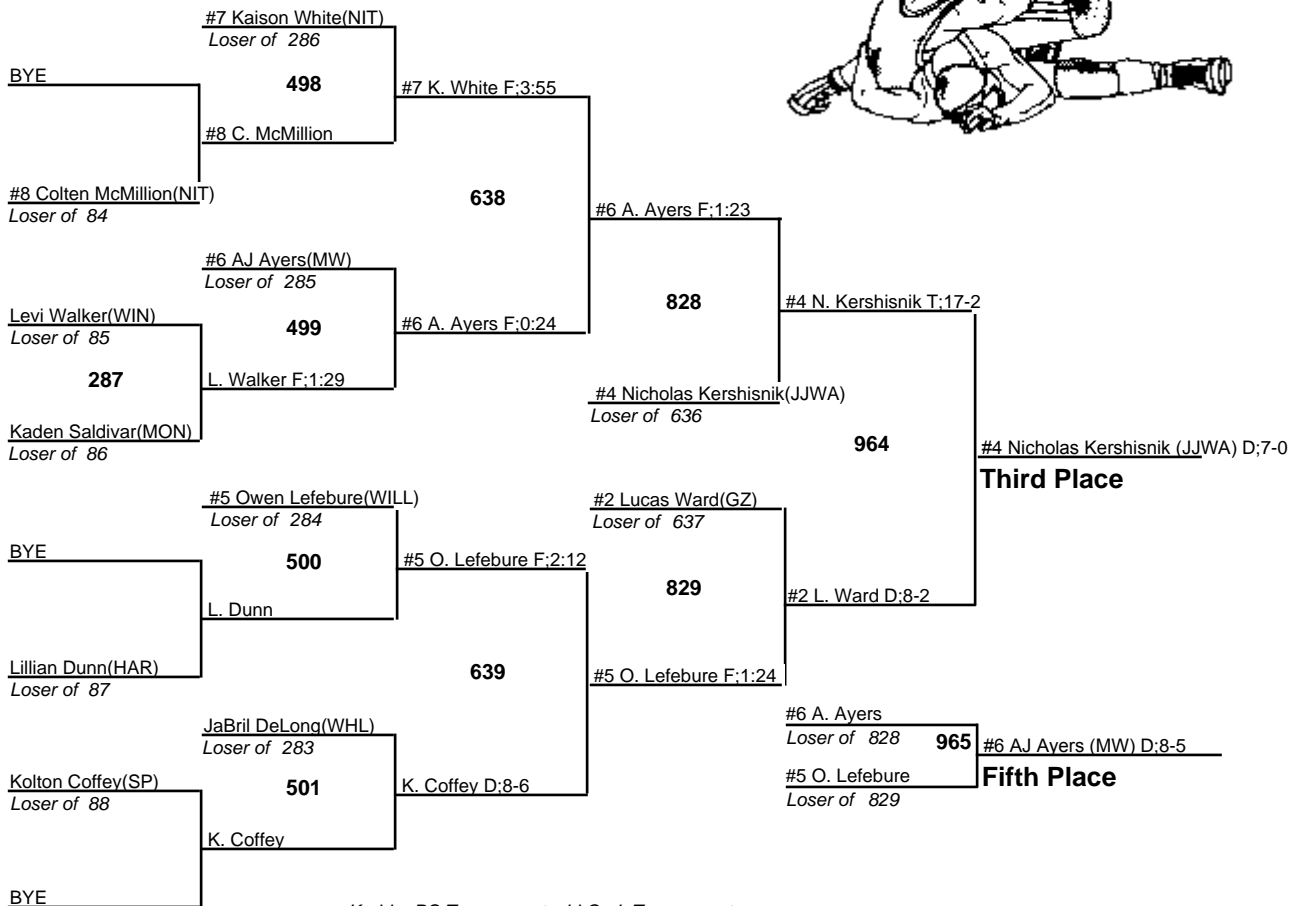 #7 Kaison White(NIT)
Loser of 286
BYE
498
#7 K. White F;3:55
#8 C. McMillion
#8 Colten McMillion(NIT)
Loser of 84
638
#6 A. Ayers F;1:23
#6 AJ Ayers(MW)
Loser of 285
Levi Walker(WIN)
Loser of 85
499
#6 A. Ayers F;0:24
828
#4 N. Kershisnik T;17-2
287
L. Walker F;1:29
#4 Nicholas Kershisnik(JJWA)
Loser of 636
Kaden Saldivar(MON)
Loser of 86
964
#4 Nicholas Kershisnik (JJWA) D;7-0
Third Place
#5 Owen Lefebure(WILL)
Loser of 284
#2 Lucas Ward(GZ)
Loser of 637
BYE
500
#5 O. Lefebure F;2:12
829
#2 L. Ward D;8-2
L. Dunn
Lillian Dunn(HAR)
Loser of 87
639
#5 O. Lefebure F;1:24
JaBril DeLong(WHL)
Loser of 283
#6 A. Ayers
Loser of 828
965
#6 AJ Ayers (MW) D;8-5
Fifth Place
Kolton Coffey(SP)
Loser of 88
501
K. Coffey D;8-6
#5 O. Lefebure
Loser of 829
K. Coffey
BYE